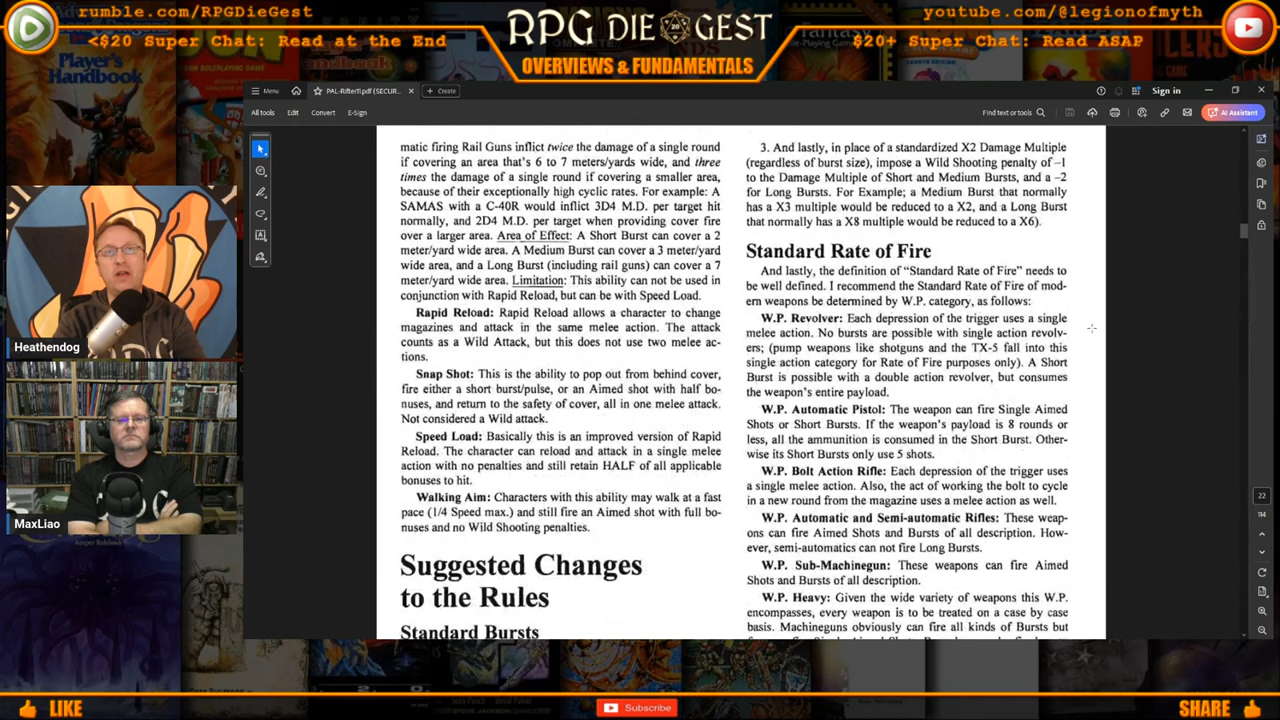 rumble.com/RPGDieGest
<$20 Super Chat: Read at the End
RPG DIE GEST
OVERVIEWS & FUNDAMENTALS
youtube.com/@legionofmyth
$20+ Super Chat: Read ASAP
Player's
Handbook
Menu
PAL-Rifter11.pdf (SECUR...
+ Create
Sign in
All tools
Edit
Convert
E-Sign
Find text or tools
AI Assistant
matic firing Rail Guns inflict twice the damage of a single round
if covering an area that's 6 to 7 meters/yards wide, and three
times the damage of a single round if covering a smaller area,
because of their exceptionally high cyclic rates. For example: A
SAMAS with a C-40R would inflict 3D4 M.D. per target hit
normally, and 2D4 M.D. per target when providing cover fire
over a larger area. Area of Effect: A Short Burst can cover a 2
meter/yard wide area. A Medium Burst can cover a 3 meter/yard
wide area, and a Long Burst (including rail guns) can cover a 7
meter/yard wide area. Limitation: This ability can not be used in
conjunction with Rapid Reload, but can be with Speed Load.
Rapid Reload: Rapid Reload allows a character to change
magazines and attack in the same melee action. The attack
counts as a Wild Attack, but this does not use two melee ac-
tions.
Snap Shot: This is the ability to pop out from behind cover,
fire either a short burst/pulse, or an Aimed shot with half bo-
nuses, and return to the safety of cover, all in one melee attack.
Not considered a Wild attack.
Speed Load: Basically this is an improved version of Rapid
Reload. The character can reload and attack in a single melee
action with no penalties and still retain HALF of all applicable
bonuses to hit.
Walking Aim: Characters with this ability may walk at a fast
pace (1/4 Speed max.) and still fire an Aimed shot with full bo-
nuses and no Wild Shooting penalties.
Suggested Changes
to the Rules
Standard Bursts
3. And lastly, in place of a standardized X2 Damage Multiple
(regardless of burst size), impose a Wild Shooting penalty of –1
to the Damage Multiple of Short and Medium Bursts, and a –2
for Long Bursts. For Example; a Medium Burst that normally
has a X3 multiple would be reduced to a X2, and a Long Burst
that normally has a X8 multiple would be reduced to a X6).
Standard Rate of Fire
And lastly, the definition of "Standard Rate of Fire" needs to
be well defined. I recommend the Standard Rate of Fire of mod-
ern weapons be determined by W.P. category, as follows:
W.P. Revolver: Each depression of the trigger uses a single
melee action. No bursts are possible with single action revolv-
ers; (pump weapons like shotguns and the TX-5 fall into this
single action category for Rate of Fire purposes only). A Short
Burst is possible with a double action revolver, but consumes
the weapon's entire payload.
W.P. Automatic Pistol: The weapon can fire Single Aimed
Shots or Short Bursts. If the weapon's payload is 8 rounds or
less, all the ammunition is consumed in the Short Burst. Other-
wise its Short Bursts only use 5 shots.
W.P. Bolt Action Rifle: Each depression of the trigger uses
a single melee action. Also, the act of working the bolt to cycle
in a new round from the magazine uses a melee action as well.
W.P. Automatic and Semi-automatic Rifles: These weap-
ons can fire Aimed Shots and Bursts of all description. How-
ever, semi-automatics can not fire Long Bursts.
W.P. Sub-Machinegun: These weapons can fire Aimed
Shots and Bursts of all description.
W.P. Heavy: Given the wide variety of weapons this W.P.
encompasses, every weapon is to be treated on a case by case
basis. Machineguns obviously can fire all kinds of Bursts but
22
114
Heathendog
MaxLiao
LIKE
Subscribe
SHARE